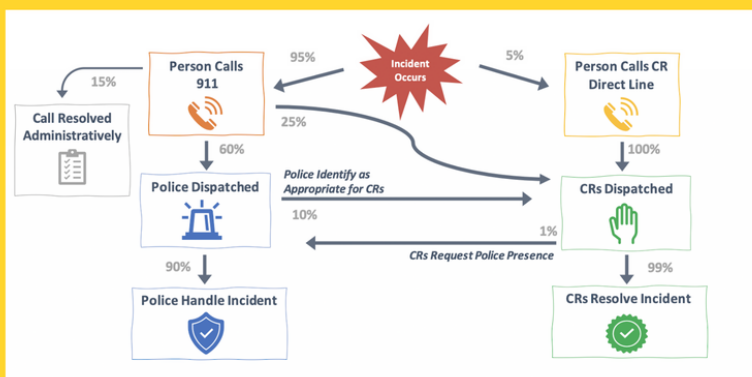 95%
Incident
Occurs
5%
Person Calls
911
Person Calls CR
Direct Line
15%
Call Resolved
Administratively
25%
60%
100%
Police Dispatched
Police Identify as
Appropriate for CRs
10%
CRs Dispatched
1%
CRs Request Police Presence
90%
99%
Police Handle Incident
CRs Resolve Incident